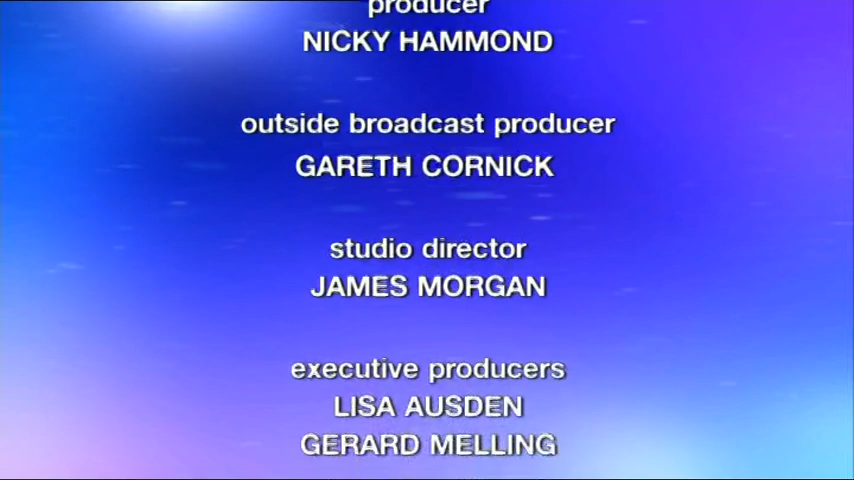 producer
NICKY HAMMOND
outside broadcast producer
GARETH CORNICK
studio director
JAMES MORGAN
executive producers
LISA AUSDEN
GERARD MELLING